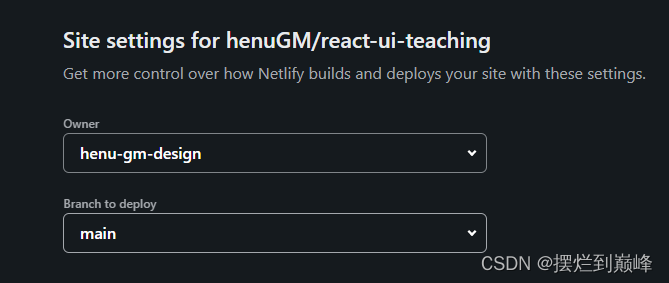 Site settings for henuGM/react-ui-teaching
Get more control over how Netlify builds and deploys your site with these settings.
Owner
henu-gm-design
Branch to deploy
main
CSDN @摆烂到巅峰